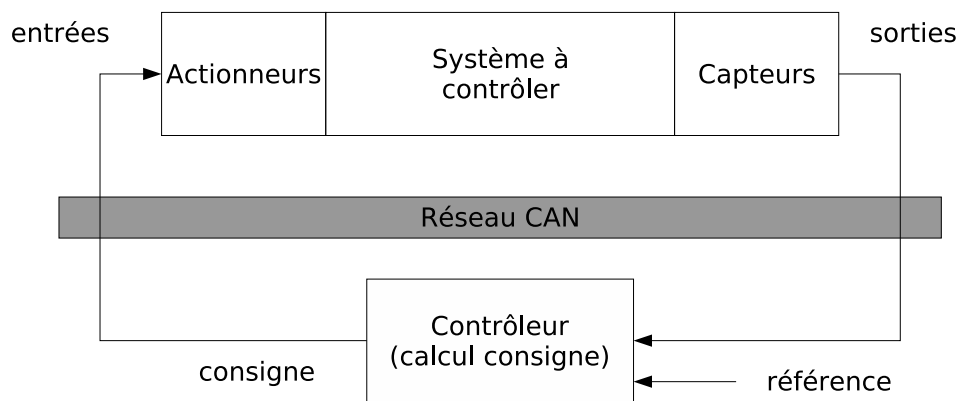 entrées
sorties
Actionneurs
Système à
contrôler
Capteurs
Réseau CAN
Contrôleur
(calcul consigne)
consigne
référence